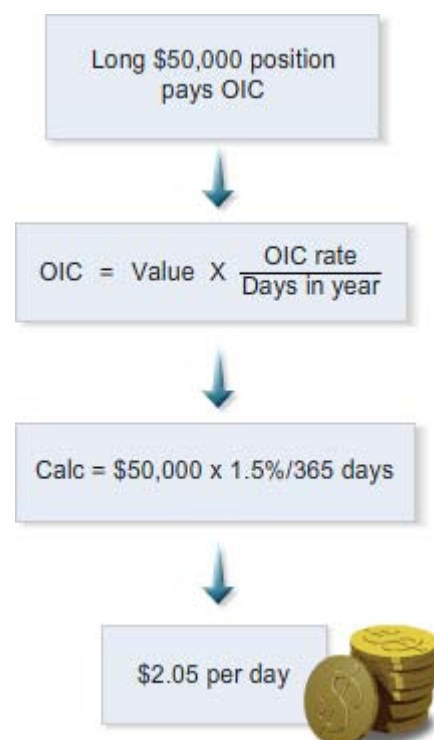 Long $50,000 position
pays OIC
OIC = Value X OIC rate
Days in year
Calc = $50,000 x 1.5%/365 days
$2.05 per day